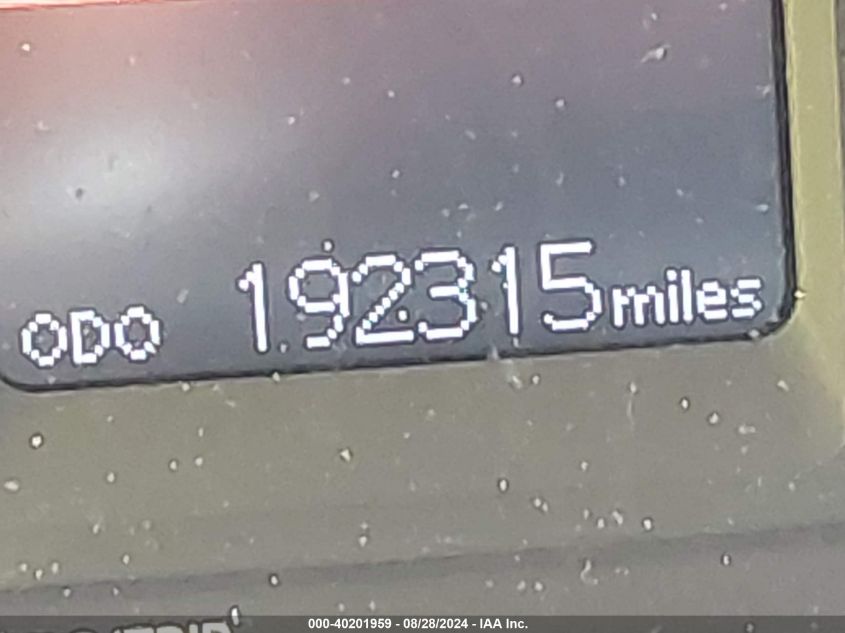 ODO 192315 miles
000-40201959 - 08/28/2024 - IAA Inc.